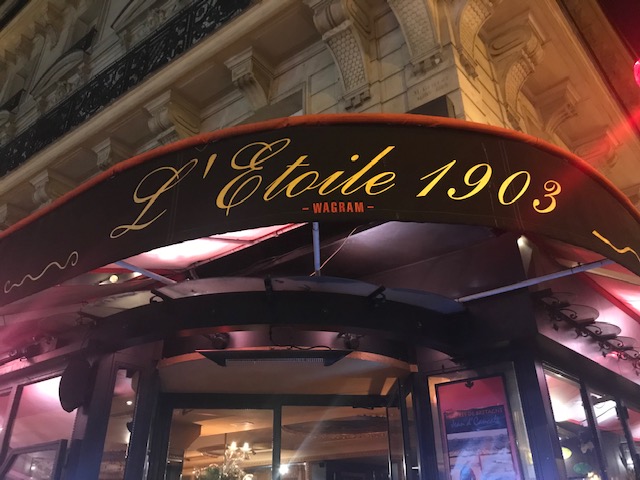 L'Etoile 1903
- WAGRAM -